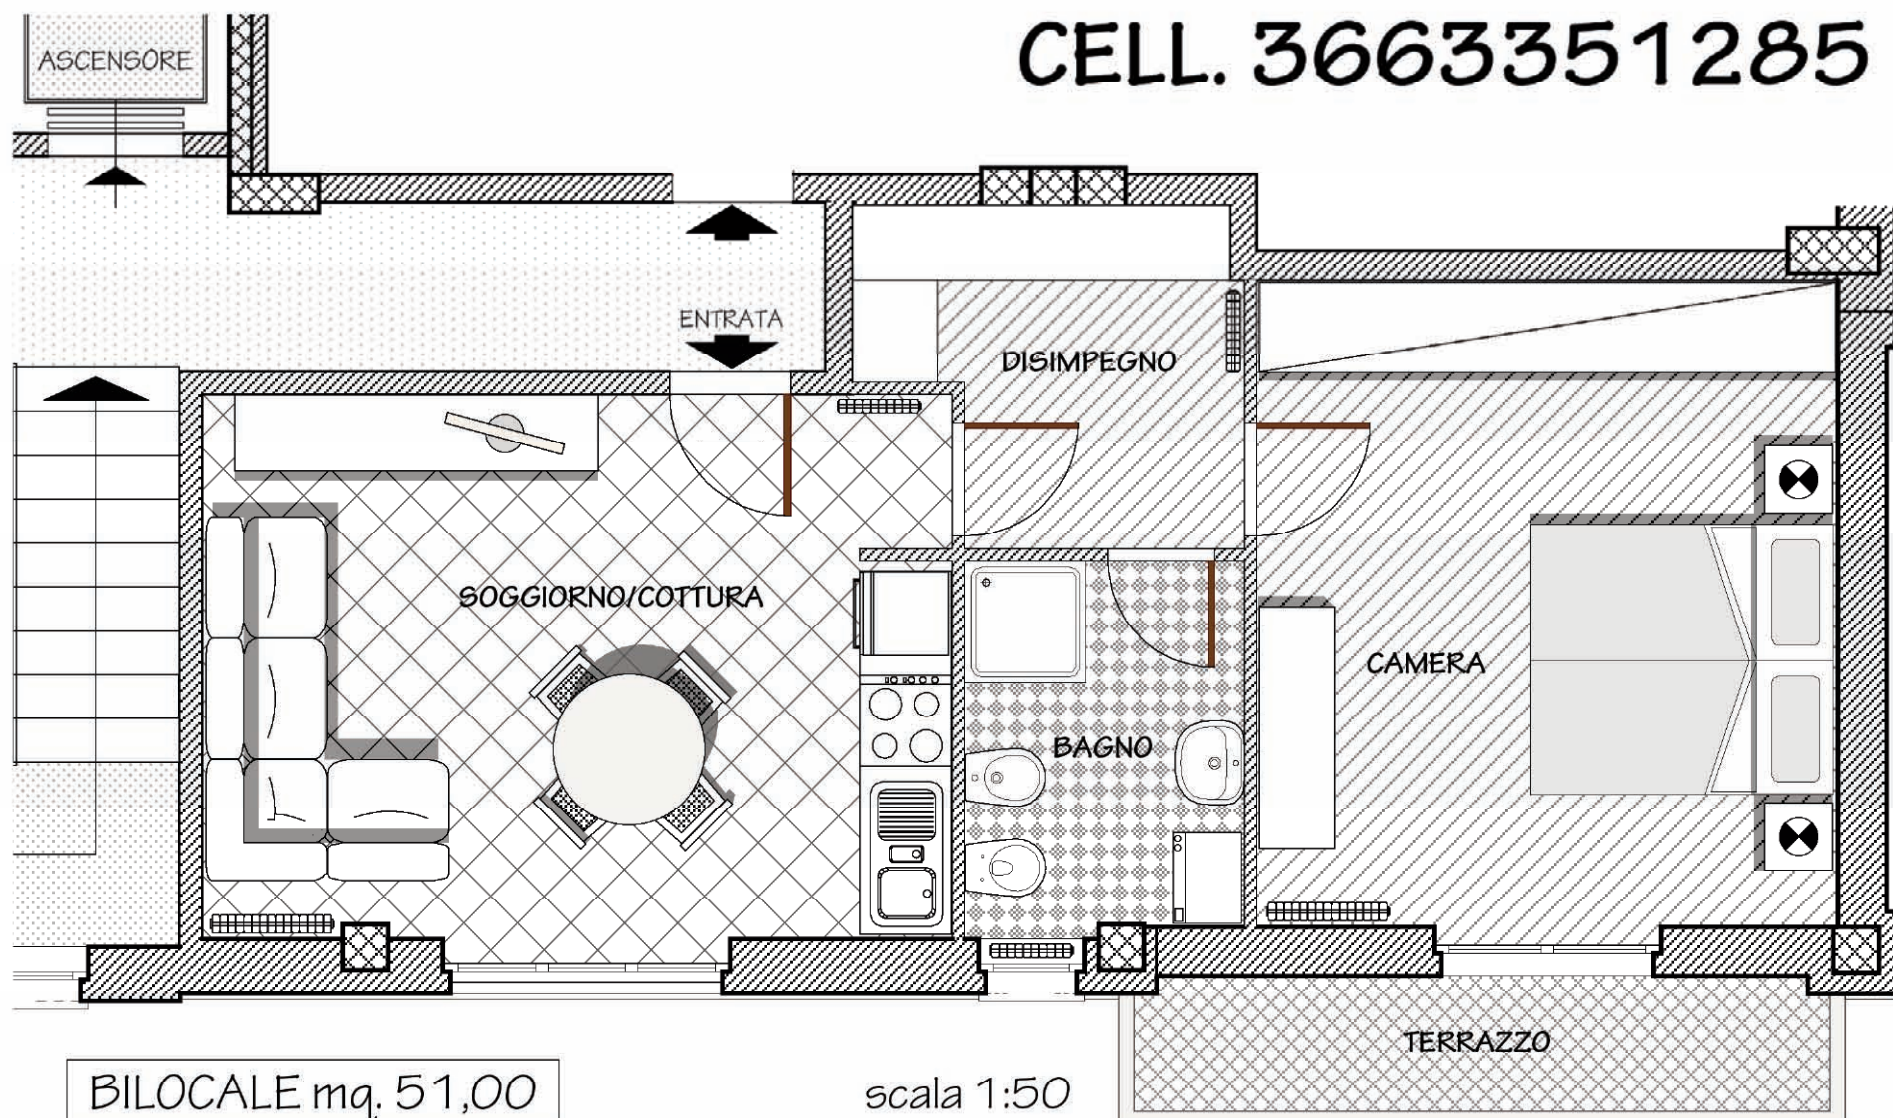 CELL. 3663351285
ASCENSORE
ENTRATA
DISIMPEGNO
SOGGIORNO/COTTURA
CAMERA
BAGNO
TERRAZZO
BILOCALE mq. 51,00
scala 1:50